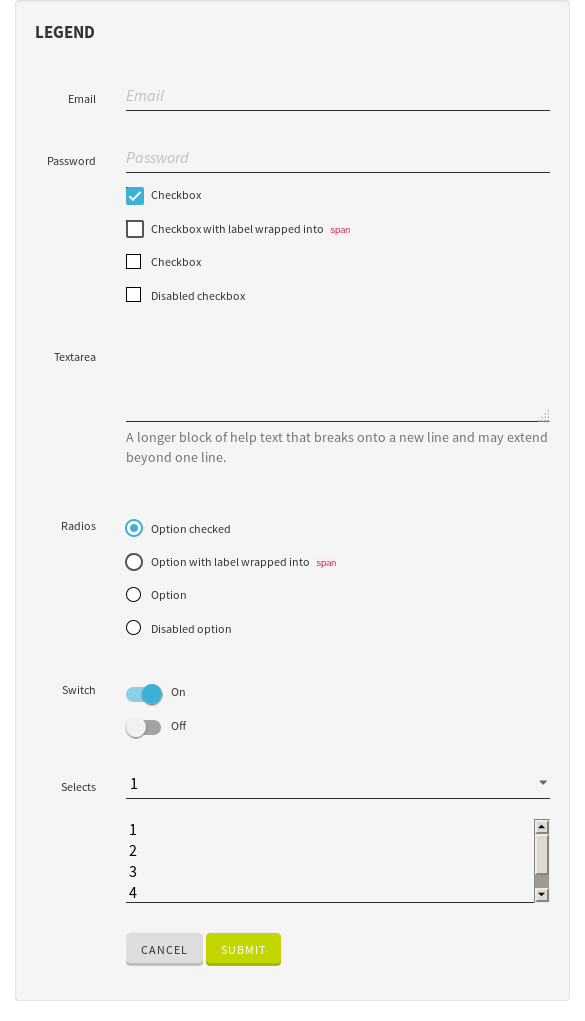 LEGEND
Email
Email
Password
Password
Checkbox
Checkbox with label wrapped into span
Checkbox
Disabled checkbox
Textarea
A longer block of help text that breaks onto a new line and may extend
beyond one line.
Radios
Option checked
Option with label wrapped into span
Option
Disabled option
Switch
On
Off
Selects
1
1
2
3
4
CANCEL
SUBMIT